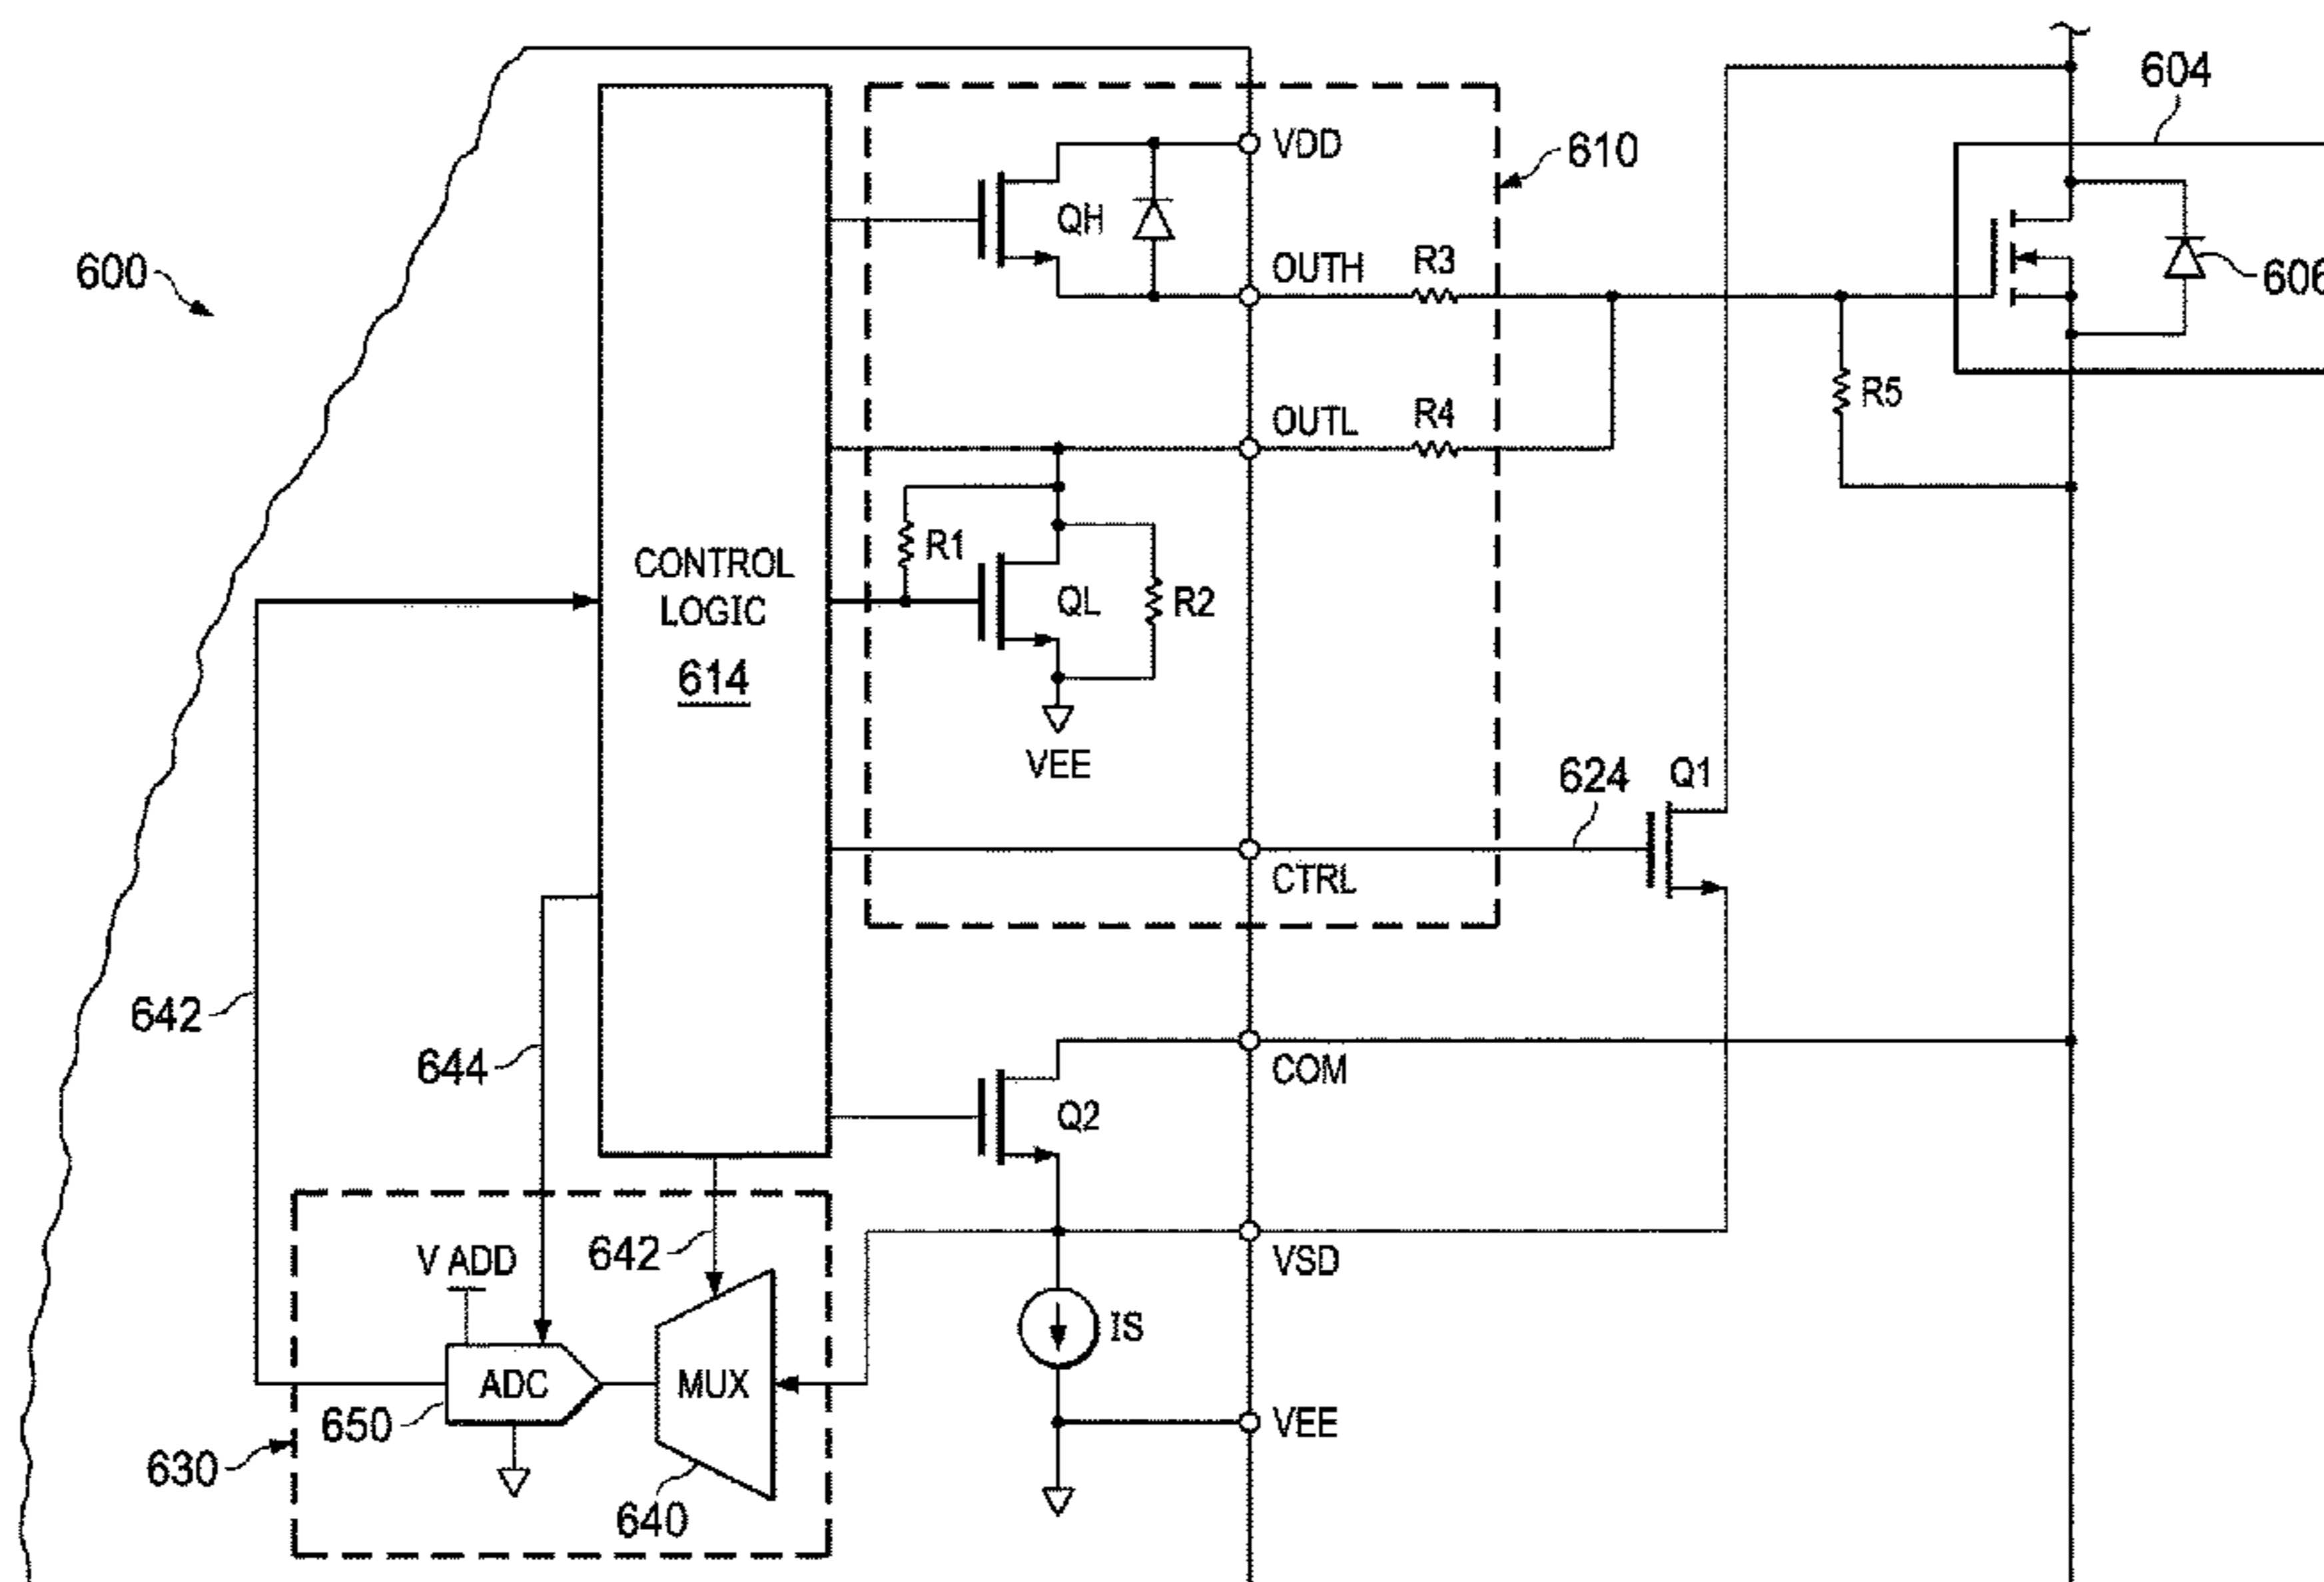 604
610
VDD
QH
600
OUTH
R3
606
OUTL
R4
R5
R1
CONTROL
LOGIC
614
QL
R2
VEE
624
Q1
CTRL
642
644
COM
Q2
642
V ADD
VSD
IS
ADC
MUX
650
VEE
630
640